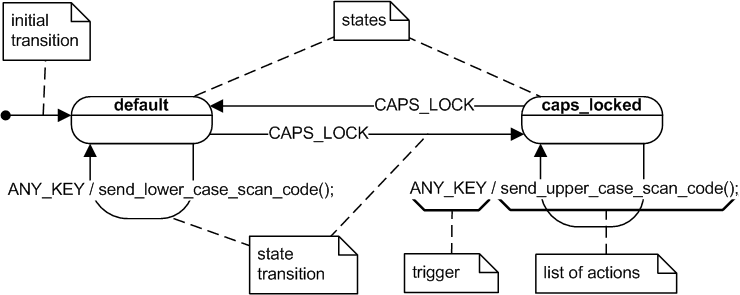 initial
transition
states
default
caps_locked
CAPS_LOCK
CAPS_LOCK
ANY_KEY / send_lower_case_scan_code();
ANY_KEY / send_upper_case_scan_code();
state
transition
trigger
list of actions